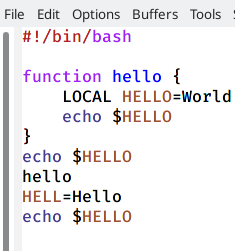 File Edit Options Buffers Tools
#!/bin/bash
function hello {
    LOCAL HELLO=World
    echo $HELLO
}
echo $HELLO
hello
HELL=Hello
echo $HELLO